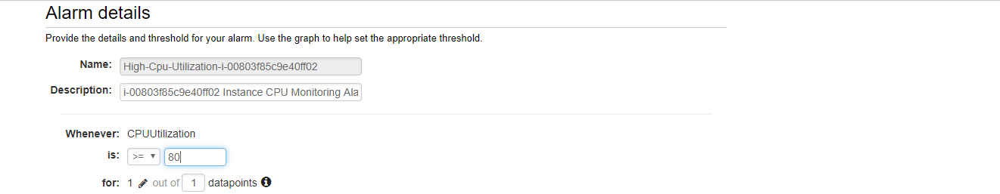 Alarm details
Provide the details and threshold for your alarm. Use the graph to help set the appropriate threshold.
Name: High-Cpu-Utilization-i-00803f85c9e40ff02
Description: i-00803f85c9e40ff02 Instance CPU Monitoring Ala
Whenever: CPUUtilization
is: >= 80
for: 1 out of 1 datapoints